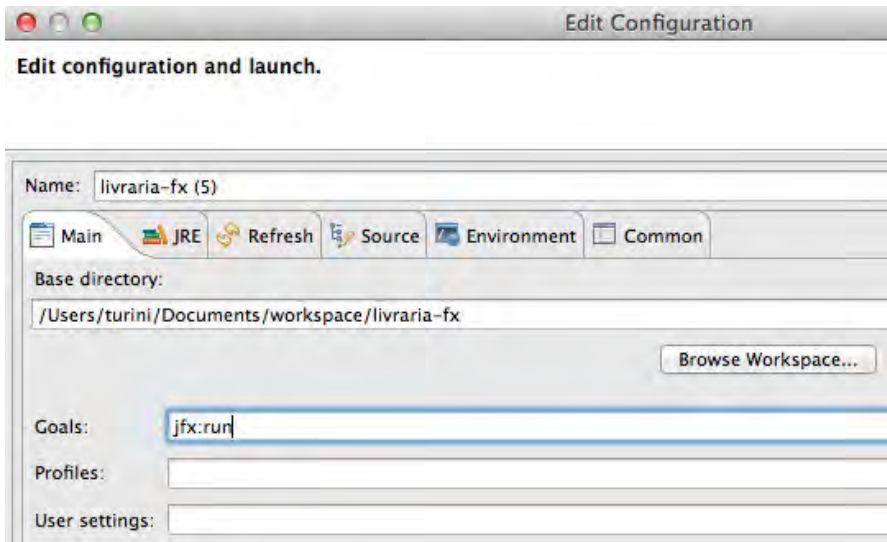 Edit Configuration
Edit configuration and launch.
Name: livraria-fx (5)
Main JRE Refresh Source Environment Common
Base directory:
/Users/turini/Documents/workspace/livraria-fx
Browse Workspace...
Goals: jfx:run
Profiles:
User settings: